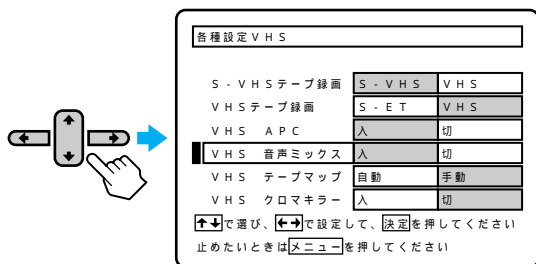 各種設定VHS
S-VHSテープ録画 S-VHS VHS
VHSテープ録画 S-ET VHS
VHS APC 入 切
VHS 音声ミックス 入 切
VHS テープマップ 自動 手動
VHS クロマキラー 入 切
↑↓で選び、←→で設定して、決定を押してください
止めたいときはメニューを押してください